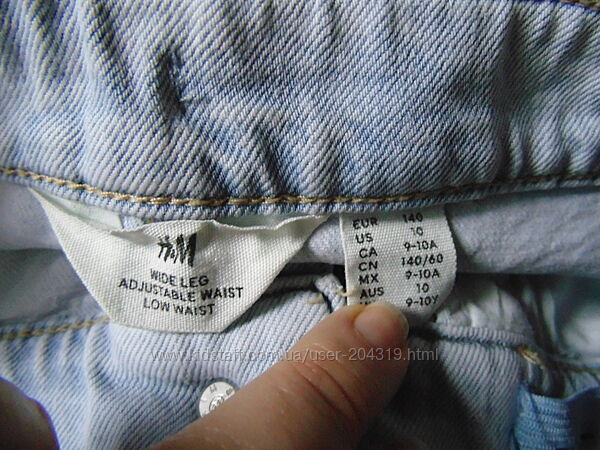 H&M
WIDE LEG
ADJUSTABLE WAIST
LOW WAIST
EUR 140
US 10
CA 9-10A
CN 140/60
MX 9-10A
AUS 10
9-10Y
www.kidstaff.com.ua/user-204319.html